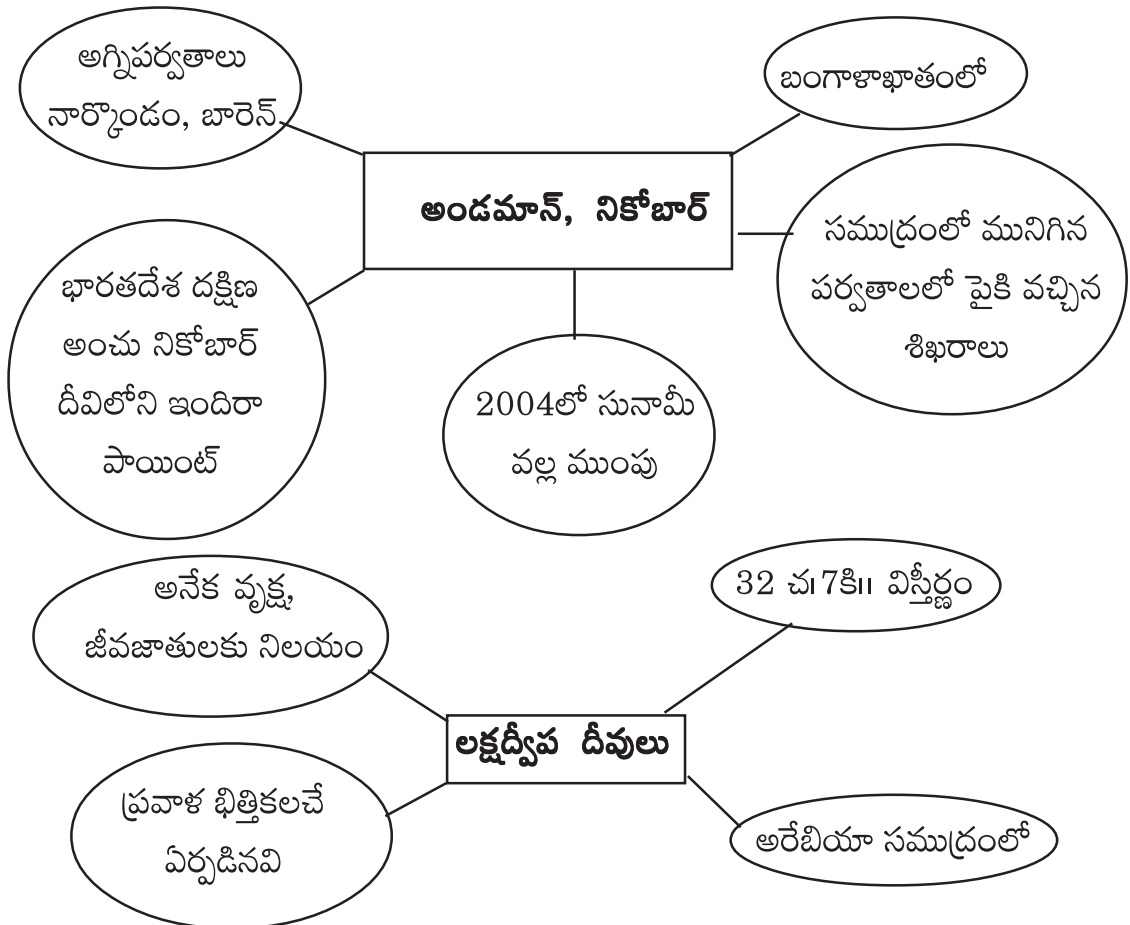 అగ్నిపర్వతాలు
నార్కొండం, బారెన్
బంగాళాఖాతంలో
అండమాన్, నికోబార్
సముద్రంలో మునిగిన
పర్వతాలలో పైకి వచ్చిన
శిఖరాలు
భారతదేశ దక్షిణ
అంచు నికోబార్
దీవిలోని ఇందిరా
పాయింట్
2004లో సునామీ
వల్ల ముంపు
అనేక వృక్ష,
జీవజాతులకు నిలయం
32 చ।7కి॥ విస్తీర్ణం
లక్షద్వీప దీవులు
ప్రవాళ భిత్తికలచే
ఏర్పడినవి
అరేబియా సముద్రంలో